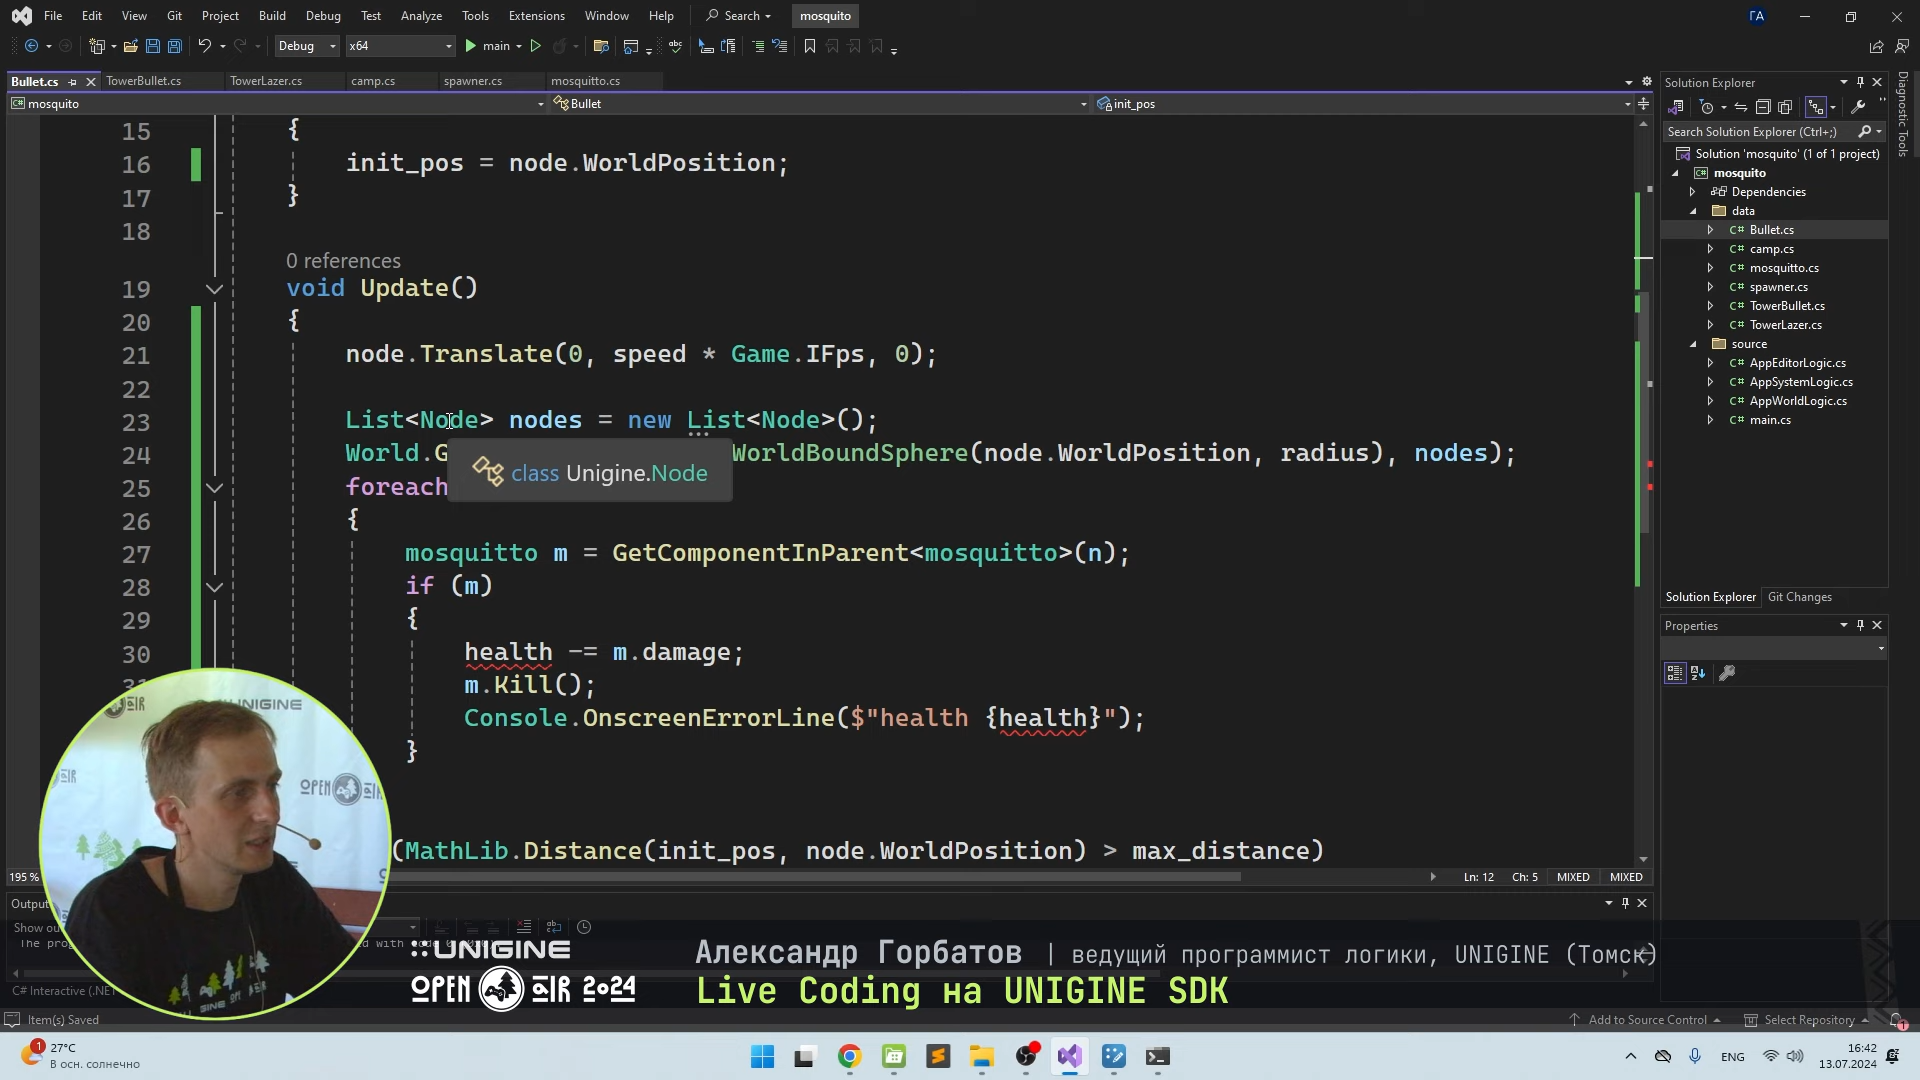 File Edit View Git Project Build Debug Test Analyze Tools Extensions Window Help Search mosquito ГА
Debug x64 main
Bullet.cs TowerBullet.cs TowerLazer.cs camp.cs spawner.cs mosquitto.cs
mosquito Bullet init_pos
15 {
16 init_pos = node.WorldPosition;
17 }
18
0 references
19 void Update()
20 {
21 node.Translate(0, speed * Game.IFps, 0);
22
23 List<Node> nodes = new List<Node>();
24 World.G WorldBoundSphere(node.WorldPosition, radius), nodes);
class Unigine.Node
25 foreach
26 {
27 mosquitto m = GetComponentInParent<mosquitto>(n);
28 if (m)
29 {
30 health -= m.damage;
m.Kill();
Console.OnscreenErrorLine($"health {health}");
}
(MathLib.Distance(init_pos, node.WorldPosition) > max_distance)
195 % Ln: 12 Ch: 5 MIXED MIXED
Output
Solution Explorer
Search Solution Explorer (Ctrl+;)
Solution 'mosquito' (1 of 1 project)
mosquito
Dependencies
data
C# Bullet.cs
C# camp.cs
C# mosquitto.cs
C# spawner.cs
C# TowerBullet.cs
C# TowerLazer.cs
source
C# AppEditorLogic.cs
C# AppSystemLogic.cs
C# AppWorldLogic.cs
C# main.cs
Solution Explorer Git Changes
Properties
Diagnostic Tools
UNIGINE
OPEN AIR
UNIGINE
OPEN AIR 2024
Александр Горбатов | ведущий программист логики, UNIGINE (Томск)
Live Coding на UNIGINE SDK
Item(s) Saved Add to Source Control Select Repository
1 27°C
В осн. солнечно
ENG 16:42
13.07.2024